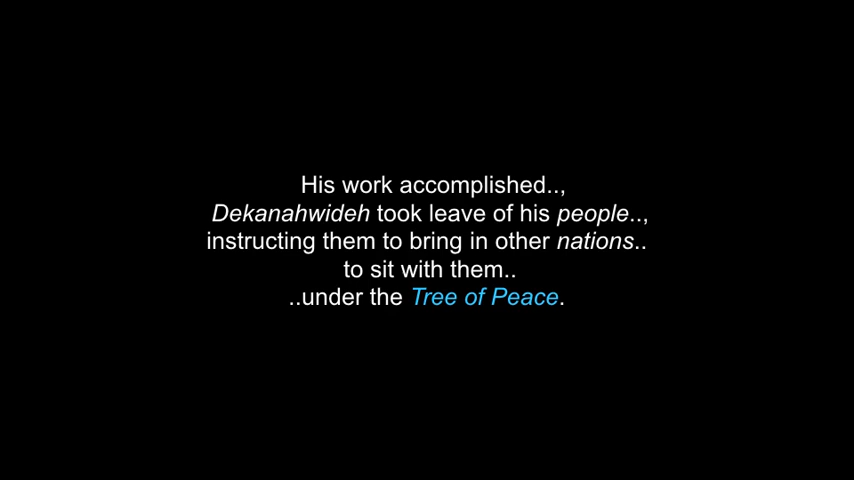 His work accomplished..,
Dekanahwideh took leave of his people..,
instructing them to bring in other nations..
to sit with them..
..under the Tree of Peace.